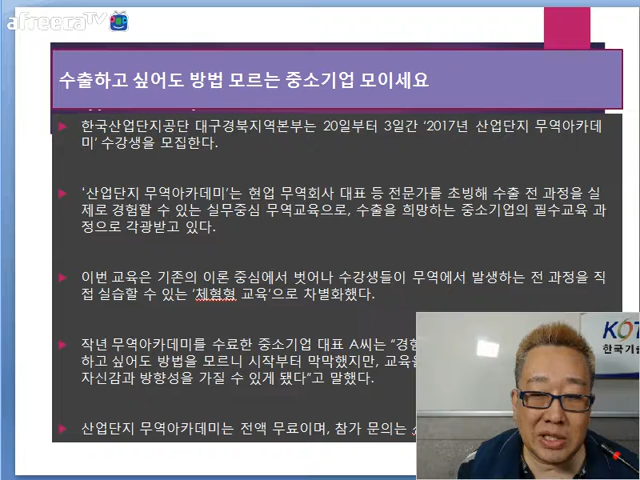 afreecaTV
수출하고 싶어도 방법 모르는 중소기업 모이세요
한국산업단지공단 대구경북지역본부는 20일부터 3일간 ‘2017년 산업단지 무역아카데
미’ 수강생을 모집한다.
‘산업단지 무역아카데미’는 현업 무역회사 대표 등 전문가를 초빙해 수출 전 과정을 실
제로 경험할 수 있는 실무중심 무역교육으로, 수출을 희망하는 중소기업의 필수교육 과
정으로 각광받고 있다.
이번 교육은 기존의 이론 중심에서 벗어나 수강생들이 무역에서 발생하는 전 과정을 직
접 실습할 수 있는 ‘체험형 교육’으로 차별화했다.
작년 무역아카데미를 수료한 중소기업 대표 A씨는 “경험
하고 싶어도 방법을 모르니 시작부터 막막했지만, 교육을
자신감과 방향성을 가질 수 있게 됐다”고 말했다.
산업단지 무역아카데미는 전액 무료이며, 참가 문의는
KOT
한국기술